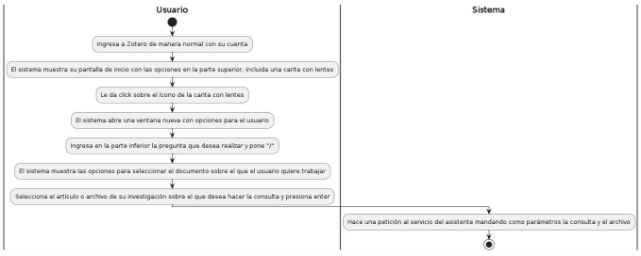 Usuario
Sistema
Ingresa a Zotero de manera normal con su cuenta
El sistema muestra su pantalla de inicio con las opciones en la parte superior, incluida una carita con lentes
Le da click sobre el ícono de la carita con lentes
El sistema abre una ventana nueva con opciones para el usuario
Ingresa en la parte inferior la pregunta que desea realizar y pone "/"
El sistema muestra las opciones para seleccionar el documento sobre el que el usuario quiere trabajar
Selecciona el artículo o archivo de su investigación sobre el que desea hacer la consulta y presiona enter
Hace una petición al servicio del asistente mandando como parámetros la consulta y el archivo